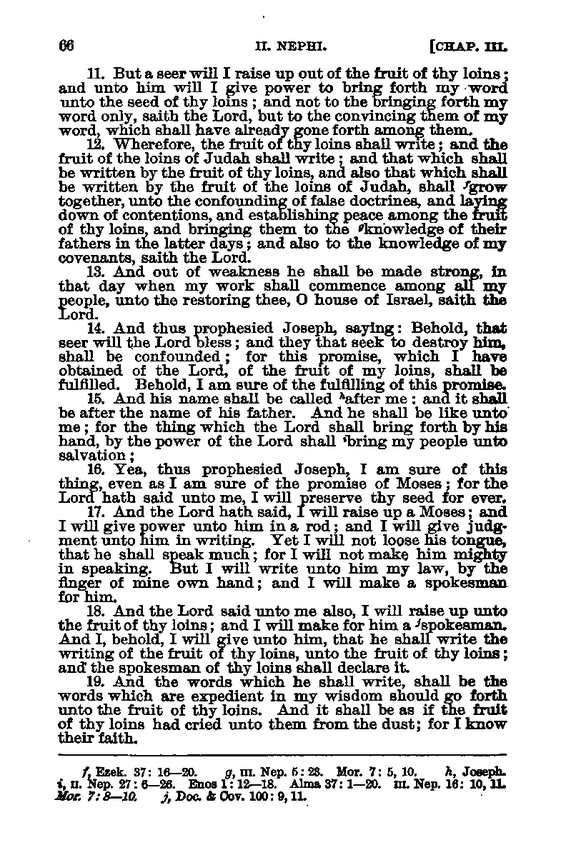 66 II. NEPHI. [CHAP. III.
11. But a seer will I raise up out of the fruit of thy loins;
and unto him will I give power to bring forth my word
unto the seed of thy loins; and not to the bringing forth my
word only, saith the Lord, but to the convincing them of my
word, which shall have already gone forth among them.
12. Wherefore, the fruit of thy loins shall write; and the
fruit of the loins of Judah shall write; and that which shall
be written by the fruit of thy loins, and also that which shall
be written by the fruit of the loins of Judah, shall ᶠgrow
together, unto the confounding of false doctrines, and laying
down of contentions, and establishing peace among the fruit
of thy loins, and bringing them to the ᵍknowledge of their
fathers in the latter days; and also to the knowledge of my
covenants, saith the Lord.
13. And out of weakness he shall be made strong, in
that day when my work shall commence among all my
people, unto the restoring thee, O house of Israel, saith the
Lord.
14. And thus prophesied Joseph, saying: Behold, that
seer will the Lord bless; and they that seek to destroy him,
shall be confounded; for this promise, which I have
obtained of the Lord, of the fruit of my loins, shall be
fulfilled. Behold, I am sure of the fulfilling of this promise.
15. And his name shall be called ʰafter me: and it shall
be after the name of his father. And he shall be like unto
me; for the thing which the Lord shall bring forth by his
hand, by the power of the Lord shall ⁱbring my people unto
salvation;
16. Yea, thus prophesied Joseph, I am sure of this
thing, even as I am sure of the promise of Moses; for the
Lord hath said unto me, I will preserve thy seed for ever.
17. And the Lord hath said, I will raise up a Moses; and
I will give power unto him in a rod; and I will give judg-
ment unto him in writing. Yet I will not loose his tongue,
that he shall speak much; for I will not make him mighty
in speaking. But I will write unto him my law, by the
finger of mine own hand; and I will make a spokesman
for him.
18. And the Lord said unto me also, I will raise up unto
the fruit of thy loins; and I will make for him a ʲspokesman.
And I, behold, I will give unto him, that he shall write the
writing of the fruit of thy loins, unto the fruit of thy loins;
and the spokesman of thy loins shall declare it.
19. And the words which he shall write, shall be the
words which are expedient in my wisdom should go forth
unto the fruit of thy loins. And it shall be as if the fruit
of thy loins had cried unto them from the dust; for I know
their faith.
f, Ezek. 37: 16—20. g, III. Nep. 5: 23. Mor. 7: 5, 10. h, Joseph.
i, II. Nep. 27: 6—26. Enos 1: 12—18. Alma 37: 1—20. III. Nep. 16: 10, 11.
Mor. 7: 8—10. j, Doc. & Cov. 100: 9, 11.